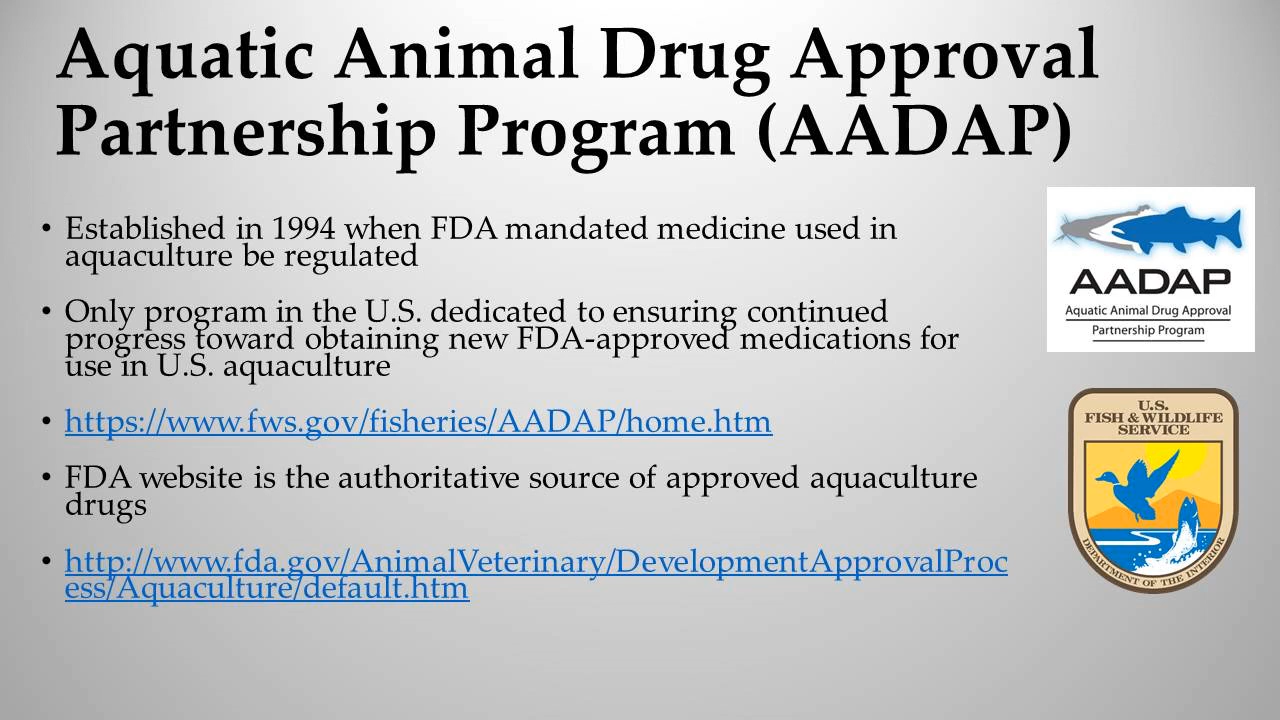 Aquatic Animal Drug Approval
Partnership Program (AADAP)
• Established in 1994 when FDA mandated medicine used in
aquaculture be regulated
• Only program in the U.S. dedicated to ensuring continued
progress toward obtaining new FDA-approved medications for
use in U.S. aquaculture
• https://www.fws.gov/fisheries/AADAP/home.htm
• FDA website is the authoritative source of approved aquaculture
drugs
• http://www.fda.gov/AnimalVeterinary/DevelopmentApprovalProc
ess/Aquaculture/default.htm
AADAP
Aquatic Animal Drug Approval
Partnership Program
U.S.
FISH & WILDLIFE
SERVICE
DEPARTMENT OF THE INTERIOR